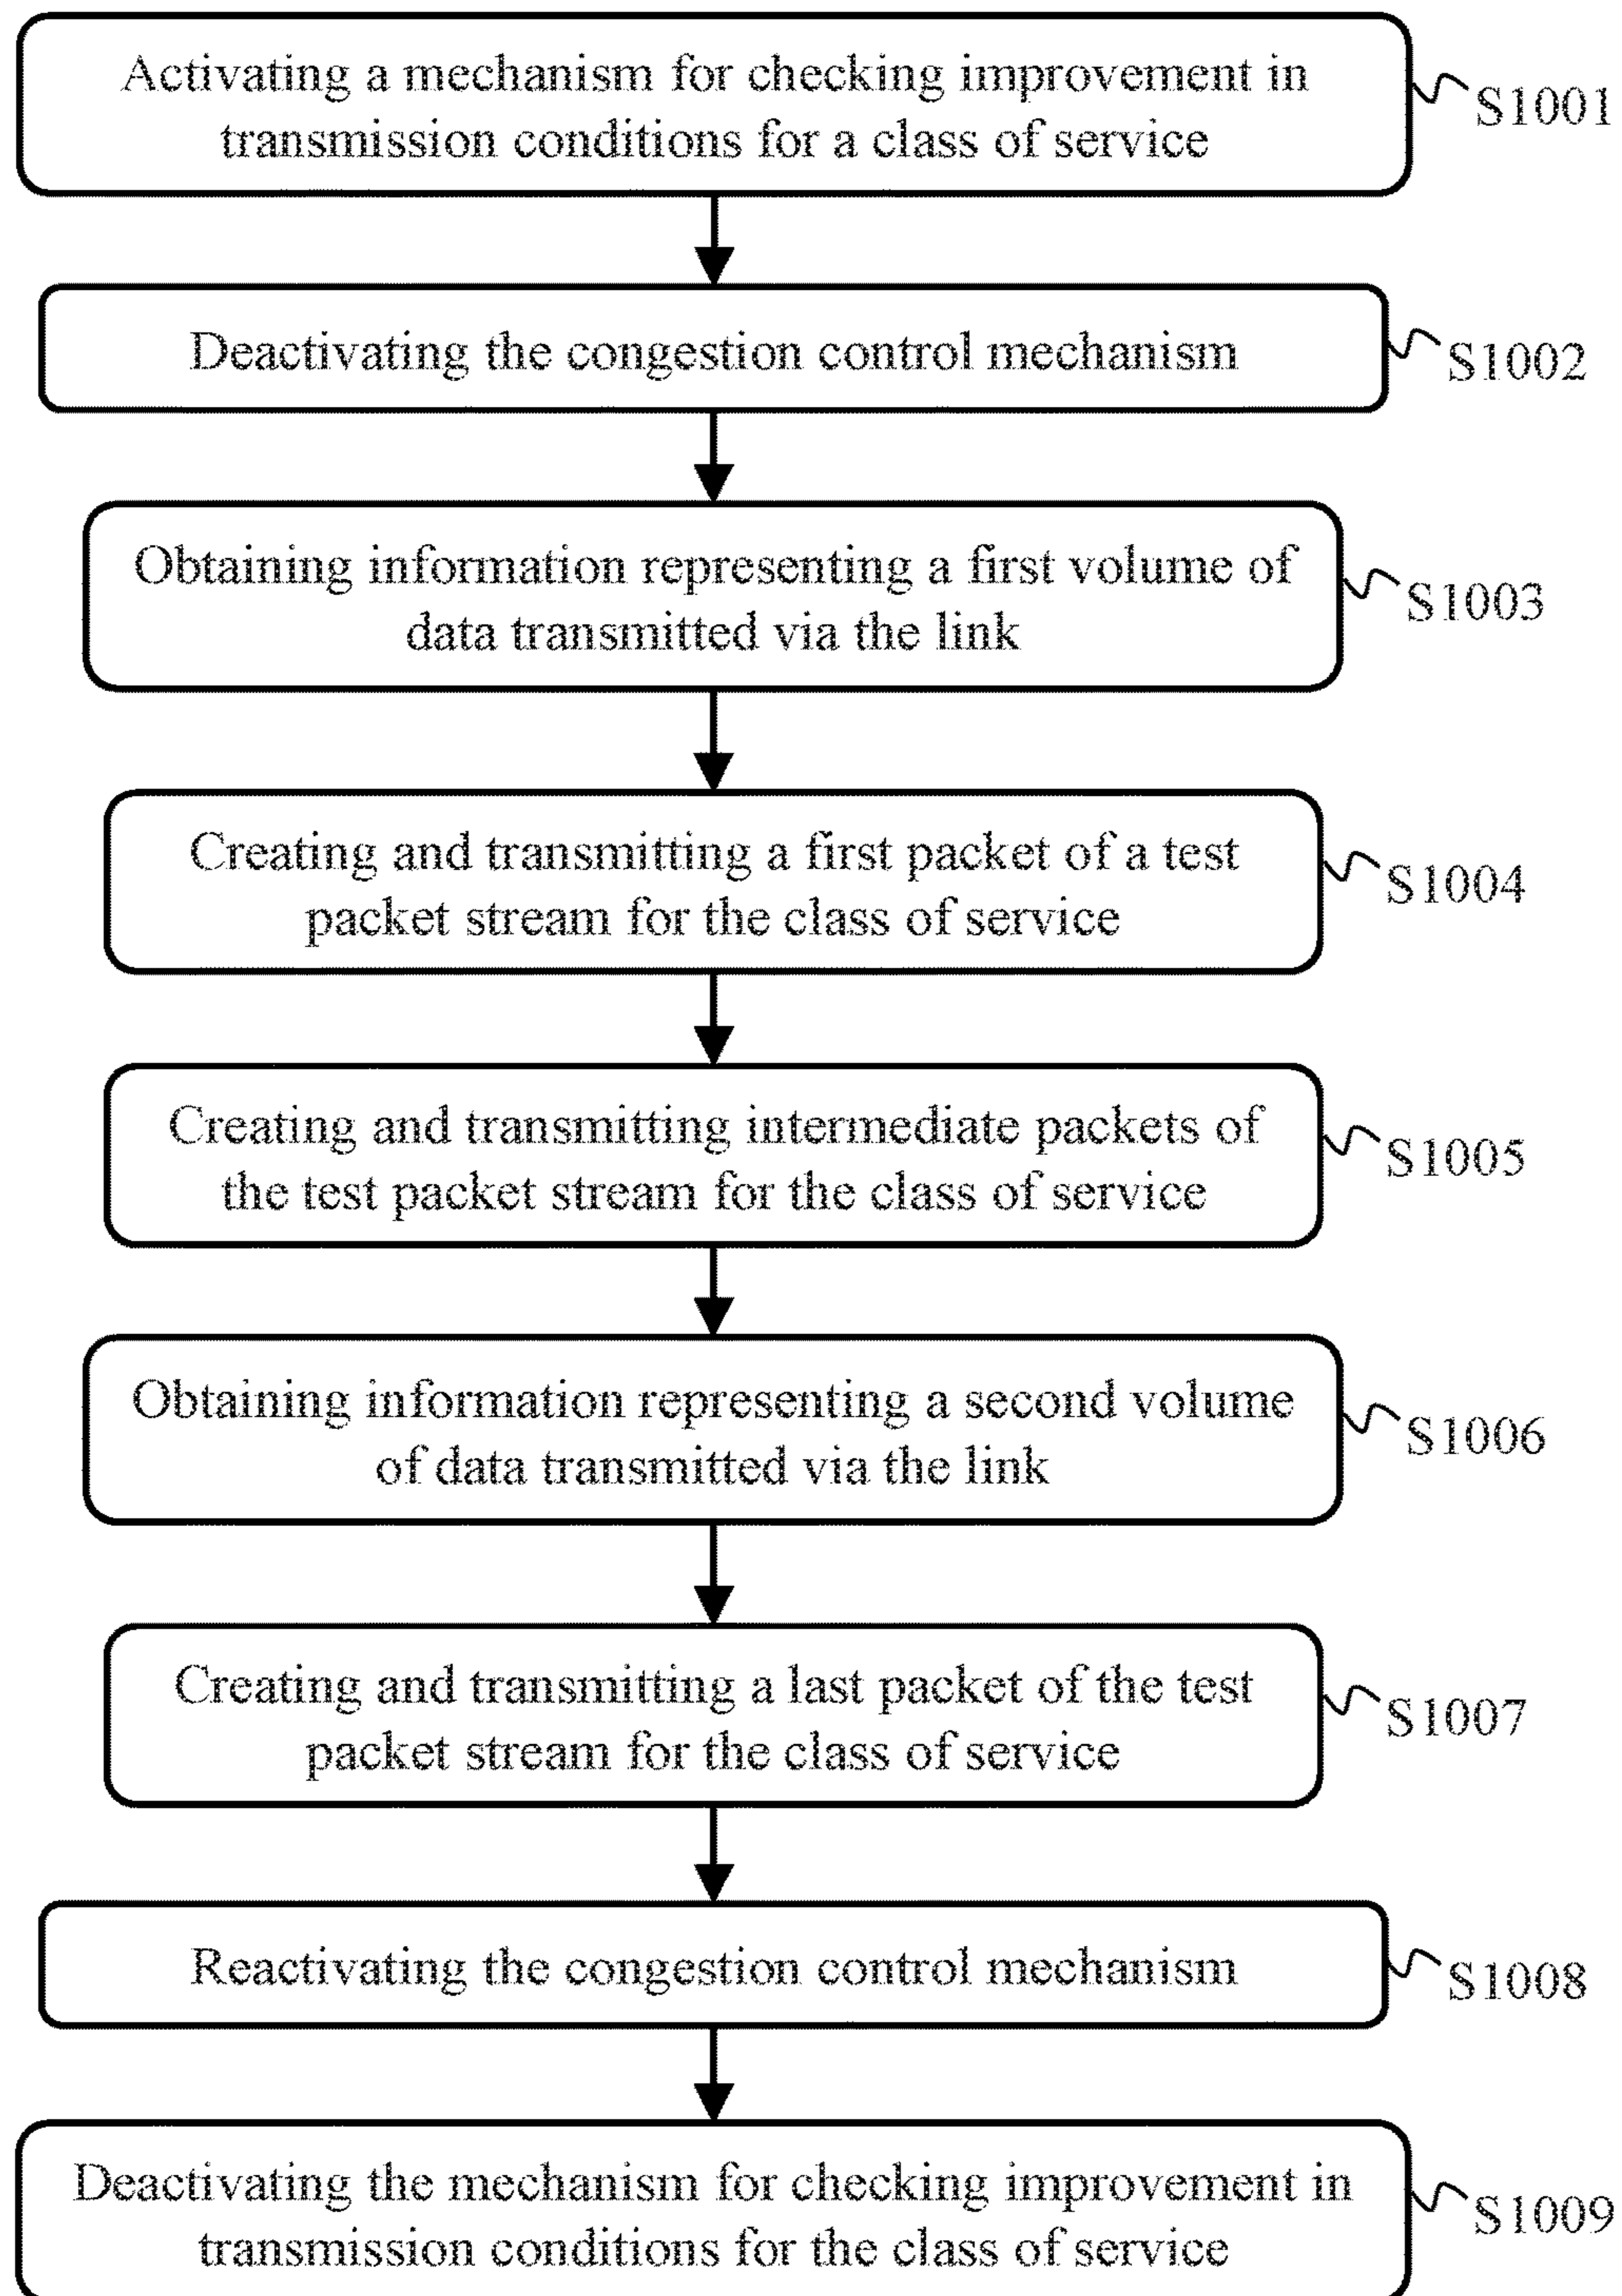 Activating a mechanism for checking improvement in
transmission conditions for a class of service
S1001
Deactivating the congestion control mechanism
S1002
Obtaining information representing a first volume of
data transmitted via the link
S1003
Creating and transmitting a first packet of a test
packet stream for the class of service
S1004
Creating and transmitting intermediate packets of
the test packet stream for the class of service
S1005
Obtaining information representing a second volume
of data transmitted via the link
S1006
Creating and transmitting a last packet of the test
packet stream for the class of service
S1007
Reactivating the congestion control mechanism
S1008
Deactivating the mechanism for checking improvement in
transmission conditions for the class of service
S1009